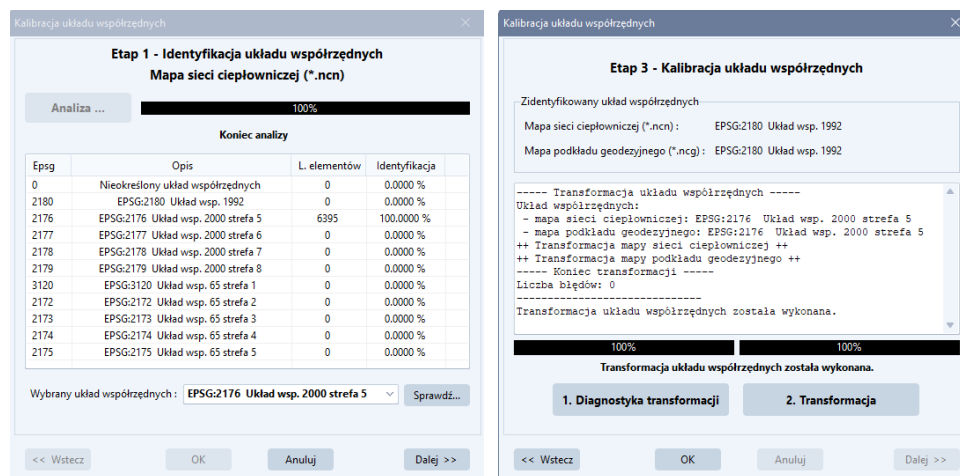 Kalibracja układu współrzędnych
Etap 1 - Identyfikacja układu współrzędnych
Mapa sieci ciepłowniczej (*.ncn)
Analiza ...
100%
Koniec analizy
Epsg Opis L. elementów Identyfikacja
0 Nieokreślony układ współrzędnych 0 0.0000 %
2180 EPSG:2180 Układ wsp. 1992 0 0.0000 %
2176 EPSG:2176 Układ wsp. 2000 strefa 5 6395 100.0000 %
2177 EPSG:2177 Układ wsp. 2000 strefa 6 0 0.0000 %
2178 EPSG:2178 Układ wsp. 2000 strefa 7 0 0.0000 %
2179 EPSG:2179 Układ wsp. 2000 strefa 8 0 0.0000 %
3120 EPSG:3120 Układ wsp. 65 strefa 1 0 0.0000 %
2172 EPSG:2172 Układ wsp. 65 strefa 2 0 0.0000 %
2173 EPSG:2173 Układ wsp. 65 strefa 3 0 0.0000 %
2174 EPSG:2174 Układ wsp. 65 strefa 4 0 0.0000 %
2175 EPSG:2175 Układ wsp. 65 strefa 5 0 0.0000 %
Wybrany układ współrzędnych : EPSG:2176 Układ wsp. 2000 strefa 5 Sprawdź...
<< Wstecz OK Anuluj Dalej >>
Kalibracja układu współrzędnych
Etap 3 - Kalibracja układu współrzędnych
Zidentyfikowany układ współrzędnych
Mapa sieci ciepłowniczej (*.ncn) : EPSG:2180 Układ wsp. 1992
Mapa podkładu geodezyjnego (*.ncg) : EPSG:2180 Układ wsp. 1992
----- Transformacja układu współrzędnych -----
Układ współrzędnych:
- mapa sieci ciepłowniczej: EPSG:2176 Układ wsp. 2000 strefa 5
- mapa podkładu geodezyjnego: EPSG:2176 Układ wsp. 2000 strefa 5
++ Transformacja mapy sieci ciepłowniczej ++
++ Transformacja mapy podkładu geodezyjnego ++
----- Koniec transformacji -----
Liczba błędów: 0
------------------------------
Transformacja układu współrzędnych została wykonana.
100% 100%
Transformacja układu współrzędnych została wykonana.
1. Diagnostyka transformacji 2. Transformacja
<< Wstecz OK Anuluj Dalej >>